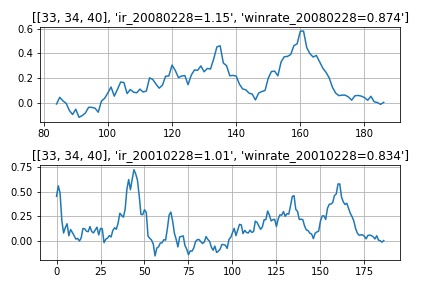 [[33, 34, 40], 'ir_20080228=1.15', 'winrate_20080228=0.874']
0.6
0.4
0.2
0.0
80 100 120 140 160 180
[[33, 34, 40], 'ir_20010228=1.01', 'winrate_20010228=0.834']
0.75
0.50
0.25
0.00
0 25 50 75 100 125 150 175